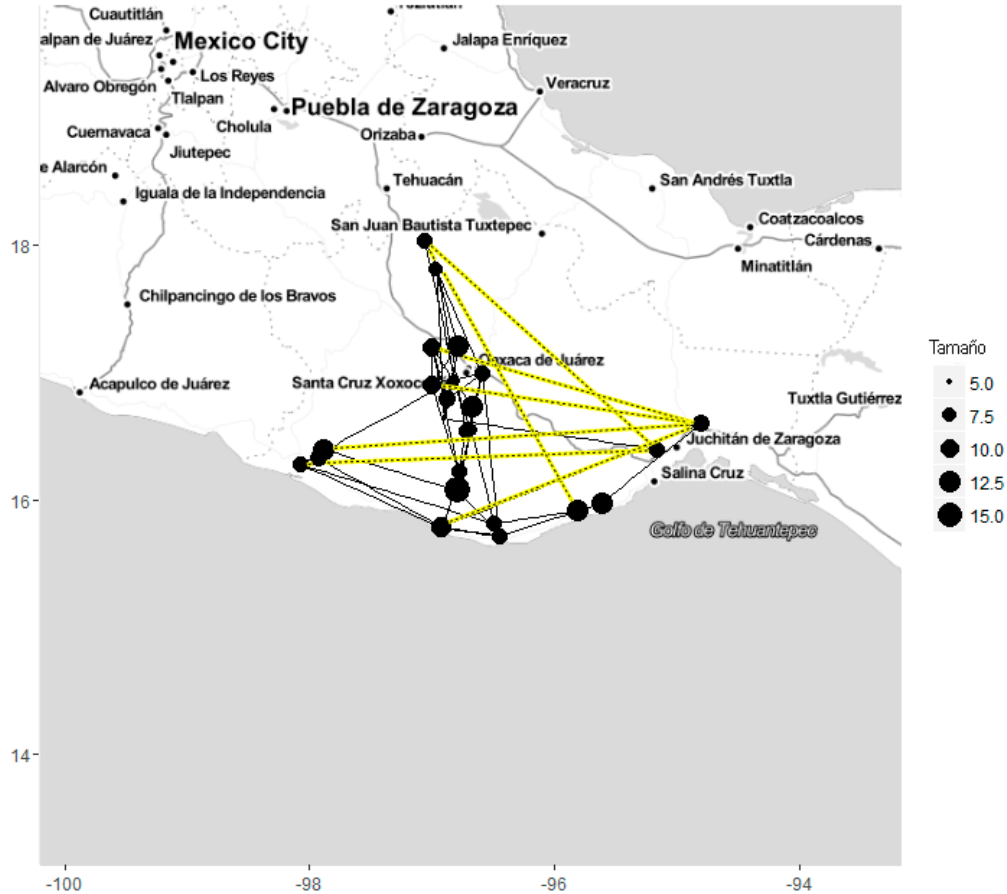 Cuautitlán
alpan de Juárez
Mexico City
Jalapa Enríquez
Los Reyes
Alvaro Obregón
Tlalpan
Veracruz
Puebla de Zaragoza
Cholula
Cuernavaca
Orizaba
Jiutepec
e Alarcón
Tehuacán
San Andrés Tuxtla
Iguala de la Independencia
San Juan Bautista Tuxtepec
Coatzacoalcos
Cárdenas
18
Minatitlán
Chilpancingo de los Bravos
Tamaño
Oaxaca de Juárez
5.0
Acapulco de Juárez
Santa Cruz Xoxoco
Tuxtla Gutiérrez
7.5
Juchitán de Zaragoza
10.0
Salina Cruz
12.5
16
15.0
Golfo de Tehuantepec
14
-100
-98
-96
-94